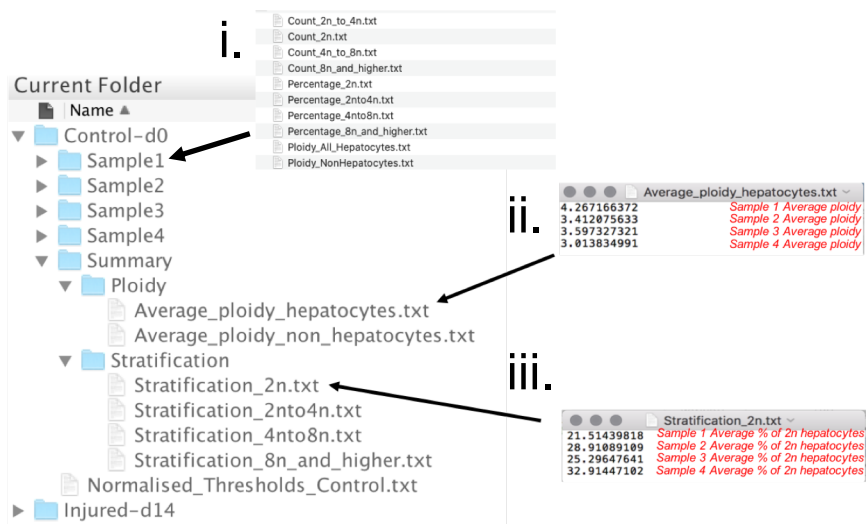 i.
Count_2n_to_4n.txt
Count_2n.txt
Count_4n_to_8n.txt
Count_8n_and_higher.txt
Percentage_2n.txt
Percentage_2nto4n.txt
Percentage_4nto8n.txt
Percentage_8n_and_higher.txt
Ploidy_All_Hepatocytes.txt
Ploidy_NonHepatocytes.txt
Current Folder
Name
Control-d0
Sample1
Sample2
Sample3
Sample4
Summary
Ploidy
Average_ploidy_hepatocytes.txt
Average_ploidy_non_hepatocytes.txt
Stratification
Stratification_2n.txt
Stratification_2nto4n.txt
Stratification_4nto8n.txt
Stratification_8n_and_higher.txt
Normalised_Thresholds_Control.txt
Injured-d14
ii.
Average_ploidy_hepatocytes.txt
4.267166372 Sample 1 Average ploidy
3.412075633 Sample 2 Average ploidy
3.597327321 Sample 3 Average ploidy
3.013834991 Sample 4 Average ploidy
iii.
Stratification_2n.txt
21.51439818 Sample 1 Average % of 2n hepatocytes
28.91089109 Sample 2 Average % of 2n hepatocytes
25.29647641 Sample 3 Average % of 2n hepatocytes
32.91447102 Sample 4 Average % of 2n hepatocytes